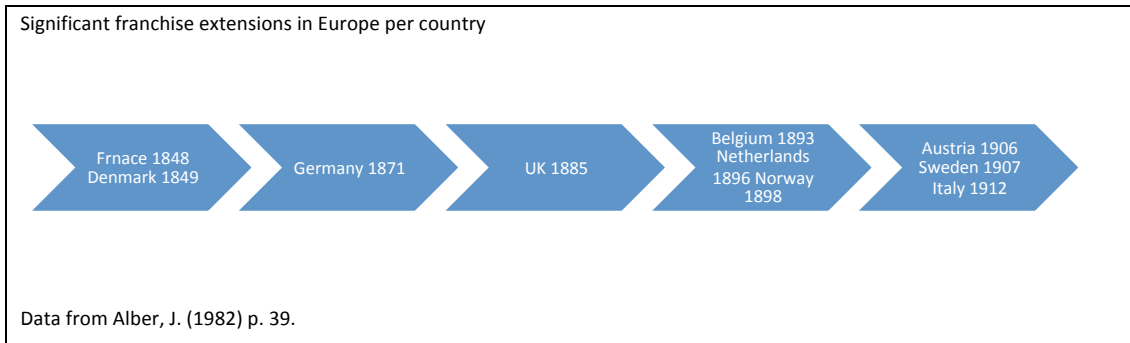 Significant franchise extensions in Europe per country
Frnace 1848
Denmark 1849
Germany 1871
UK 1885
Belgium 1893
Netherlands
1896 Norway
1898
Austria 1906
Sweden 1907
Italy 1912
Data from Alber, J. (1982) p. 39.